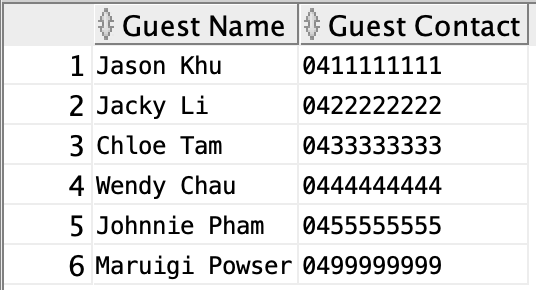 Guest Name Guest Contact
1 Jason Khu 0411111111
2 Jacky Li 0422222222
3 Chloe Tam 0433333333
4 Wendy Chau 0444444444
5 Johnnie Pham 0455555555
6 Maruigi Powser 0499999999